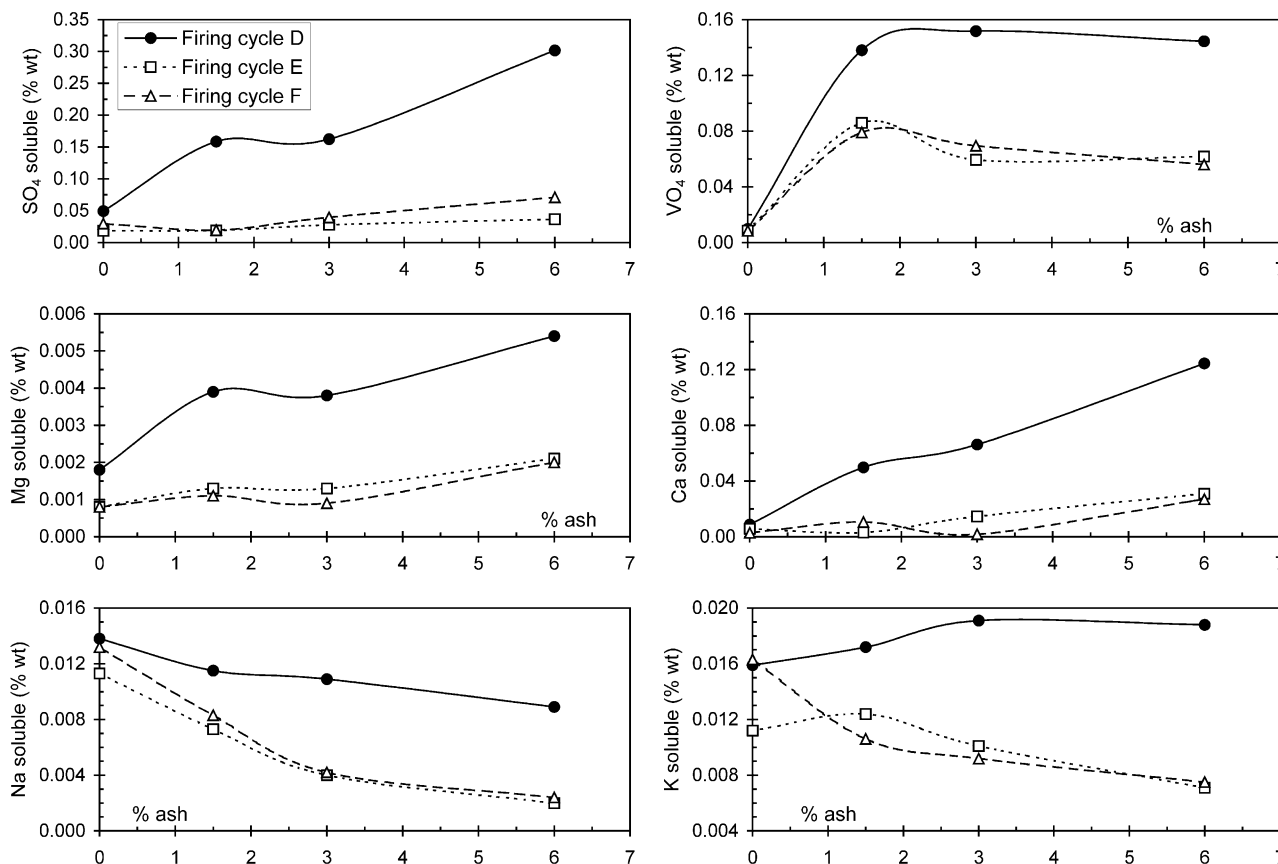 SO4 soluble (% wt)
0.35
0.30
0.25
0.20
0.15
0.10
0.05
0.00
Firing cycle D
Firing cycle E
Firing cycle F
0 1 2 3 4 5 6 7
VO4 soluble (% wt)
0.16
0.12
0.08
0.04
0.00
% ash
0 1 2 3 4 5 6 7
Mg soluble (% wt)
0.006
0.005
0.004
0.003
0.002
0.001
0.000
% ash
0 1 2 3 4 5 6 7
Ca soluble (% wt)
0.16
0.12
0.08
0.04
0.00
0 1 2 3 4 5 6 7
Na soluble (% wt)
0.016
0.012
0.008
0.004
0.000
% ash
0 1 2 3 4 5 6 7
K soluble (% wt)
0.020
0.016
0.012
0.008
0.004
% ash
0 1 2 3 4 5 6 7